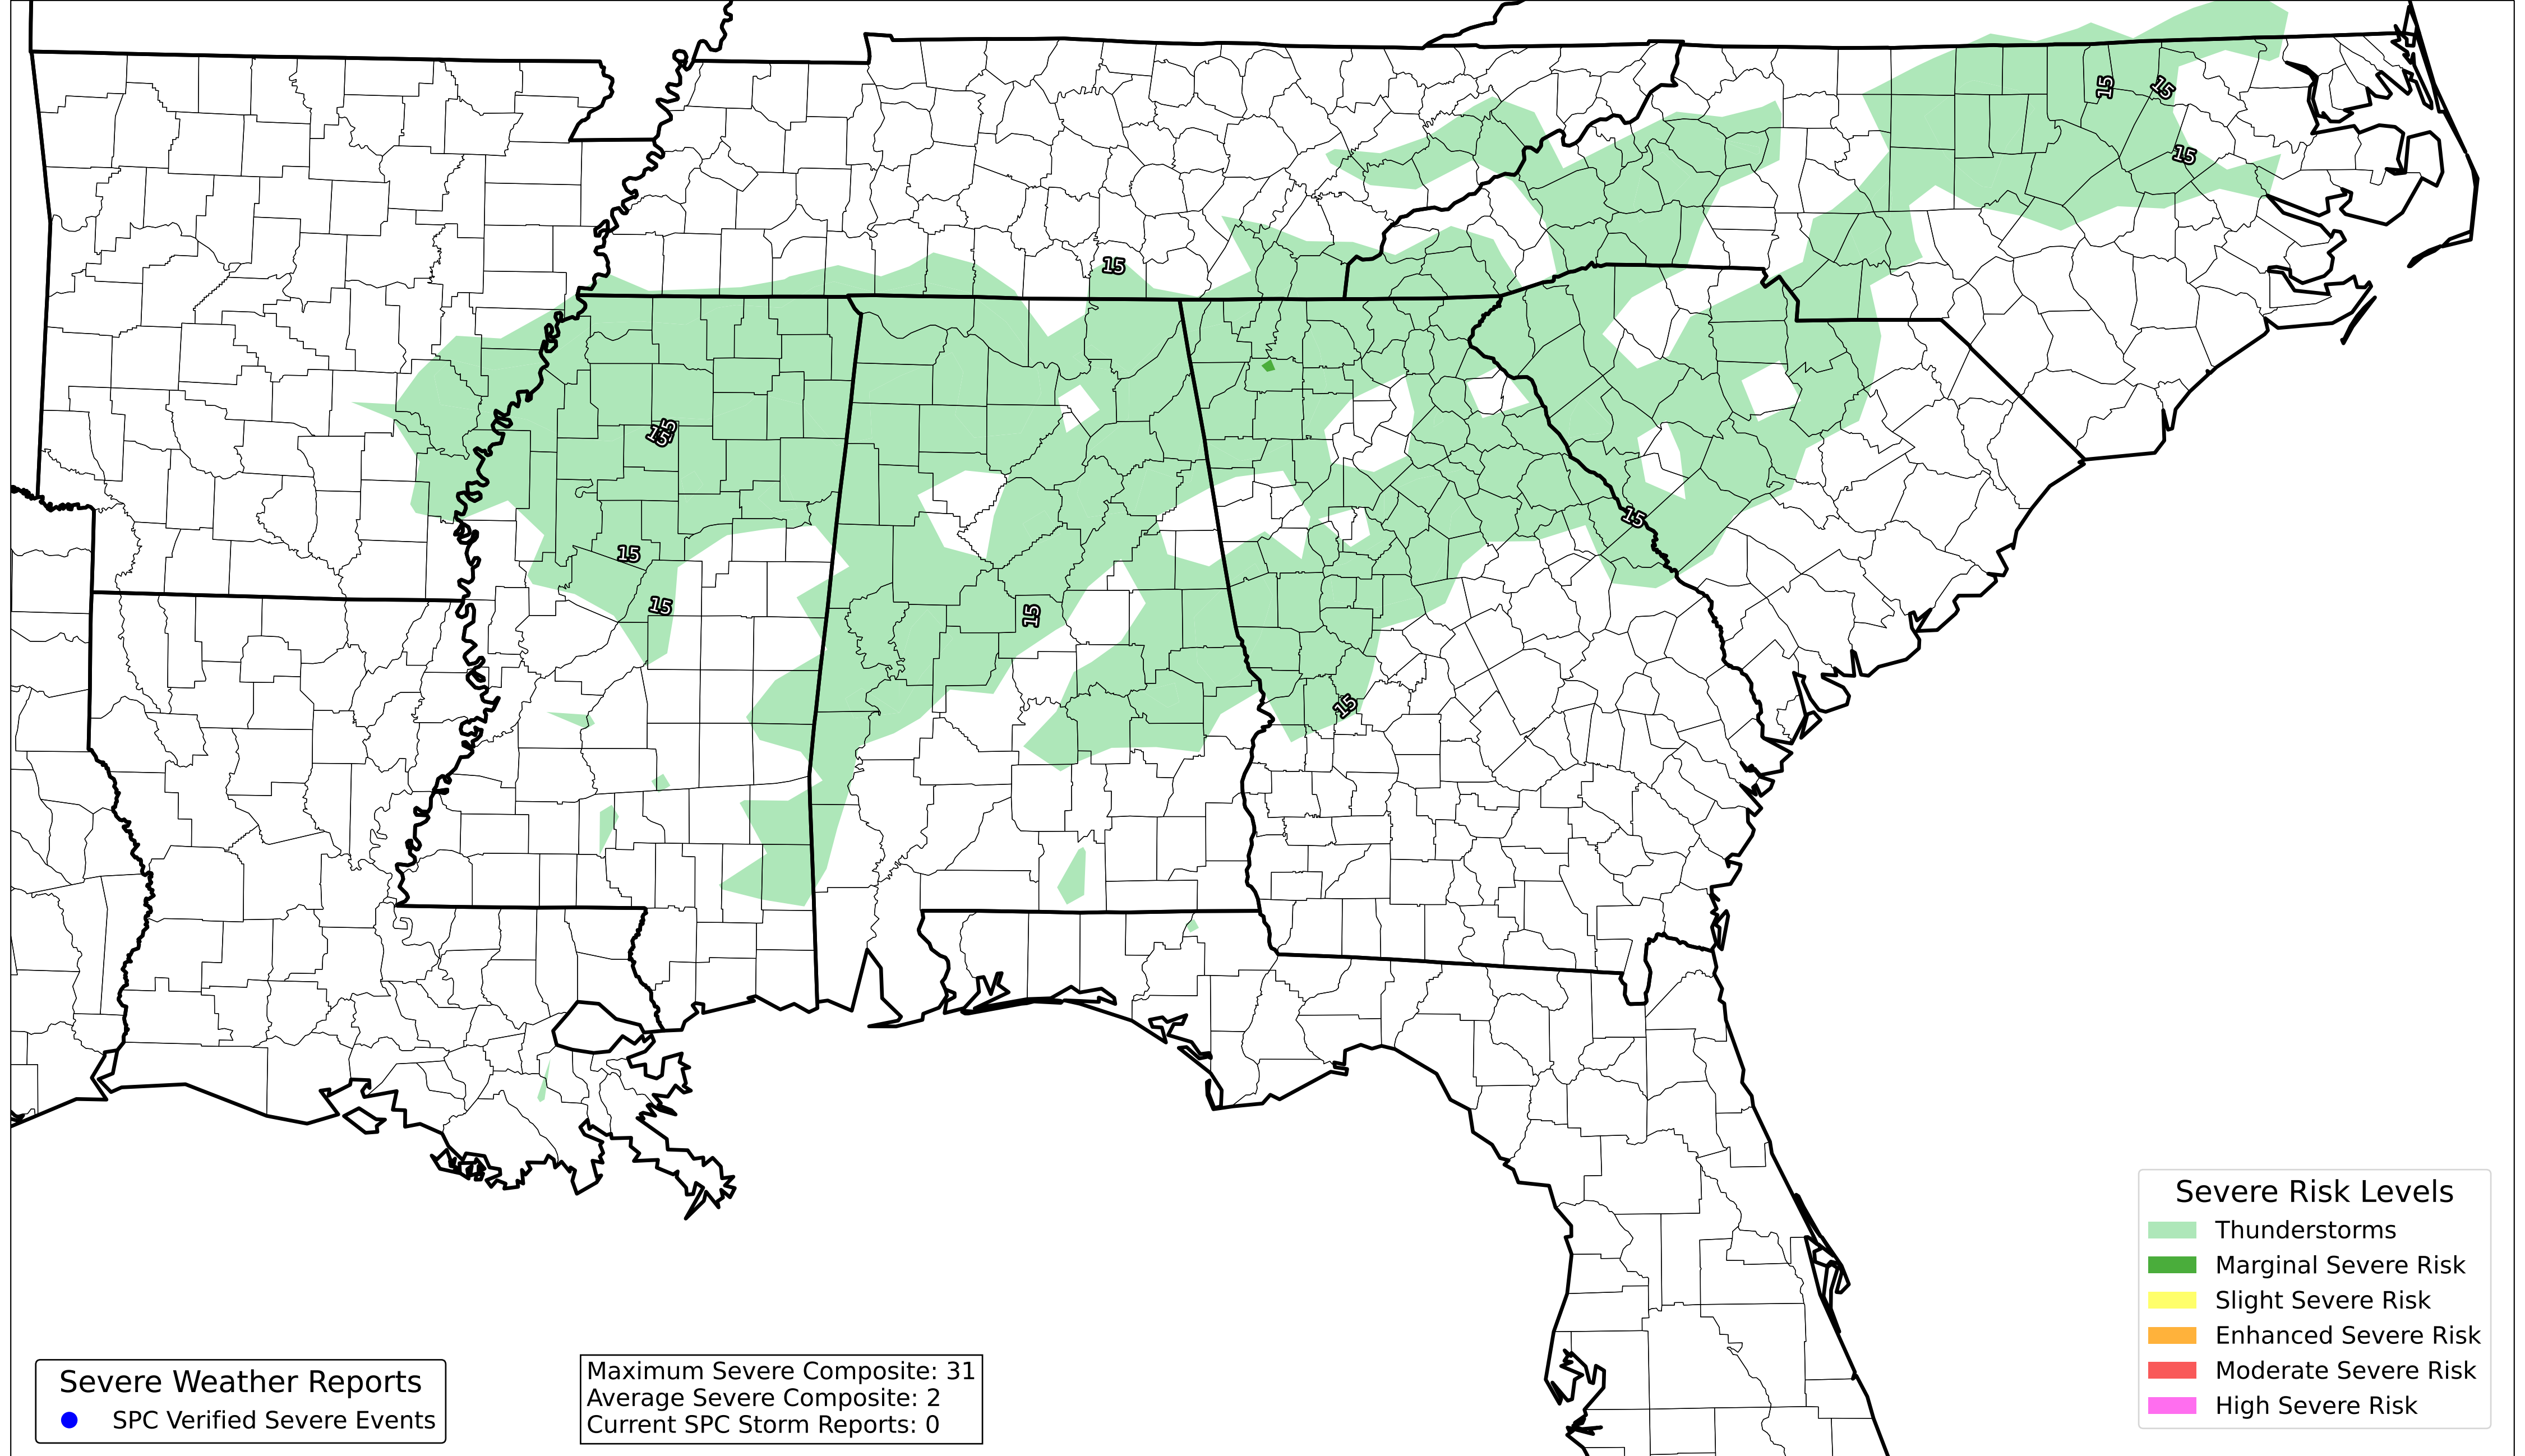 15
15
15
15
15
15
15
15
15
15
15
Severe Risk Levels
Thunderstorms
Marginal Severe Risk
Slight Severe Risk
Enhanced Severe Risk
Moderate Severe Risk
High Severe Risk
Severe Weather Reports
SPC Verified Severe Events
Maximum Severe Composite: 31
Average Severe Composite: 2
Current SPC Storm Reports: 0